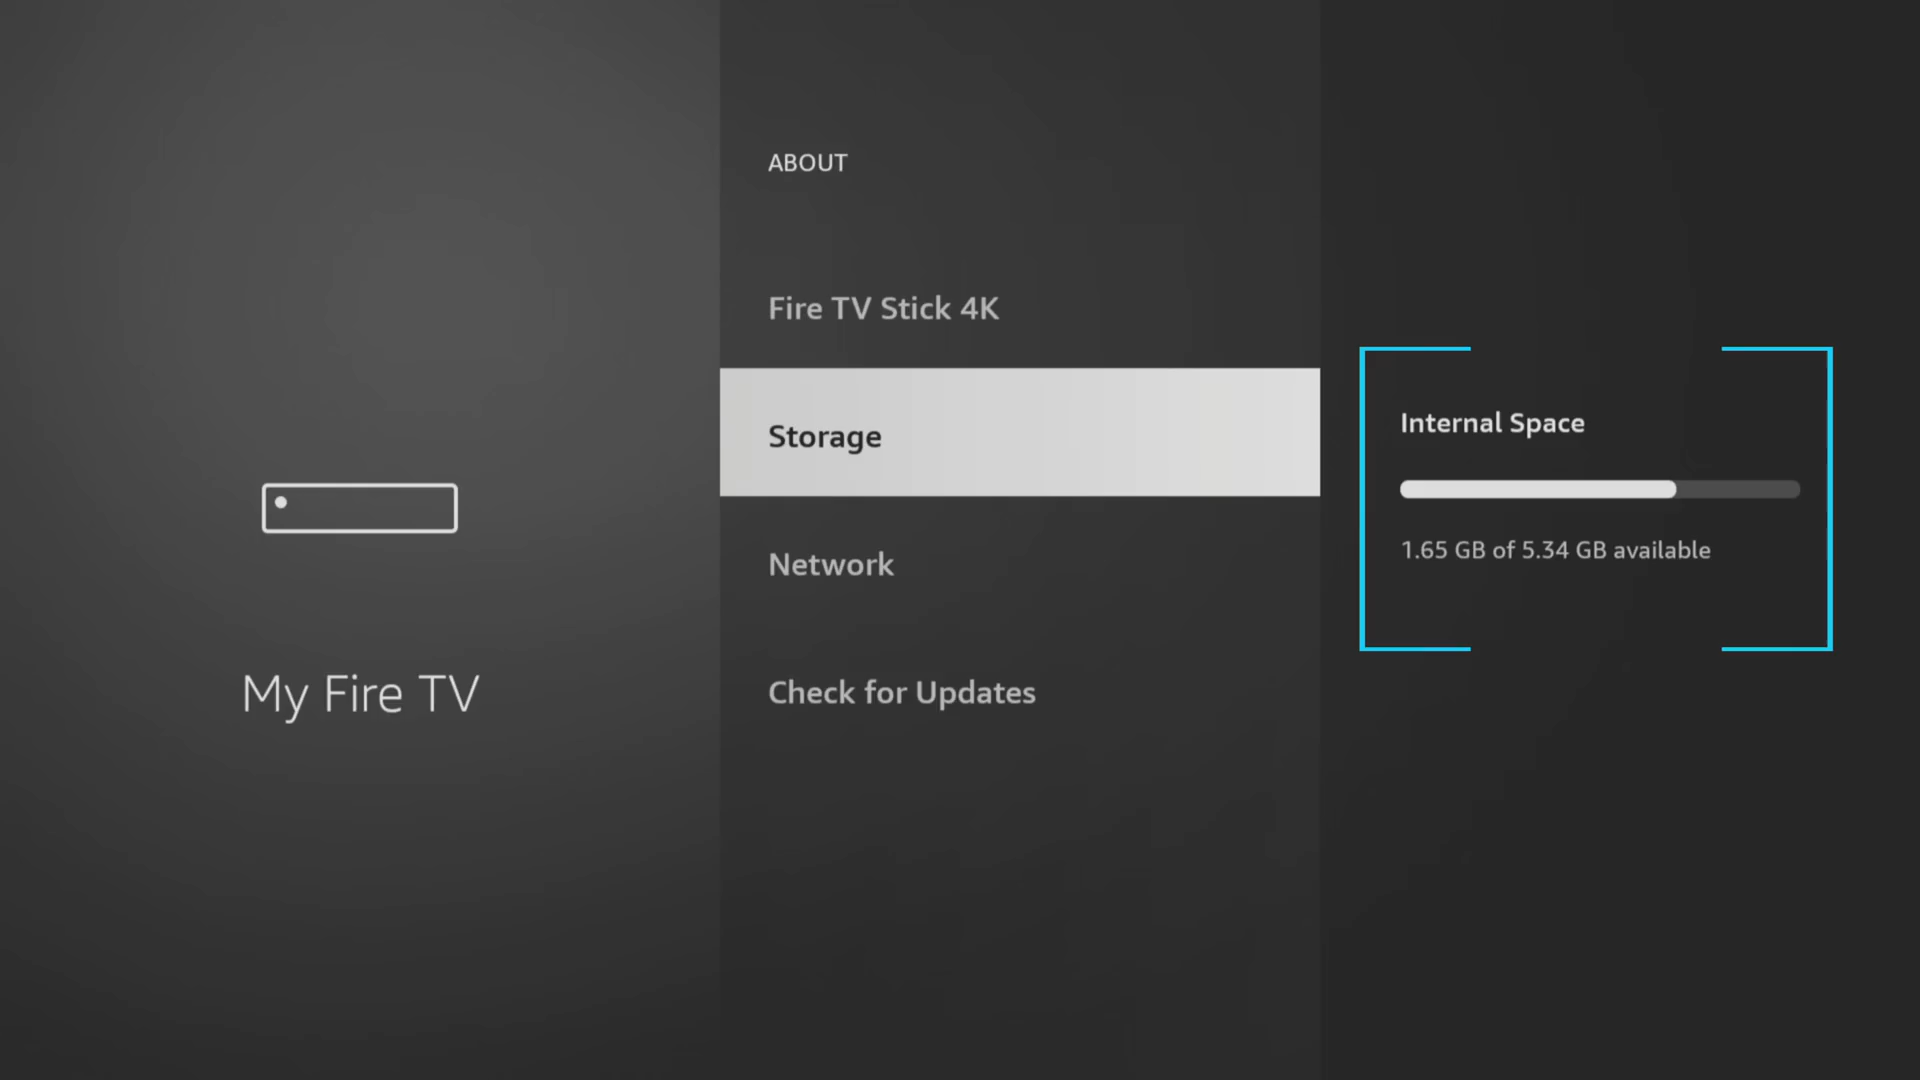 My Fire TV
ABOUT
Fire TV Stick 4K
Storage
Network
Check for Updates
Internal Space
1.65 GB of 5.34 GB available